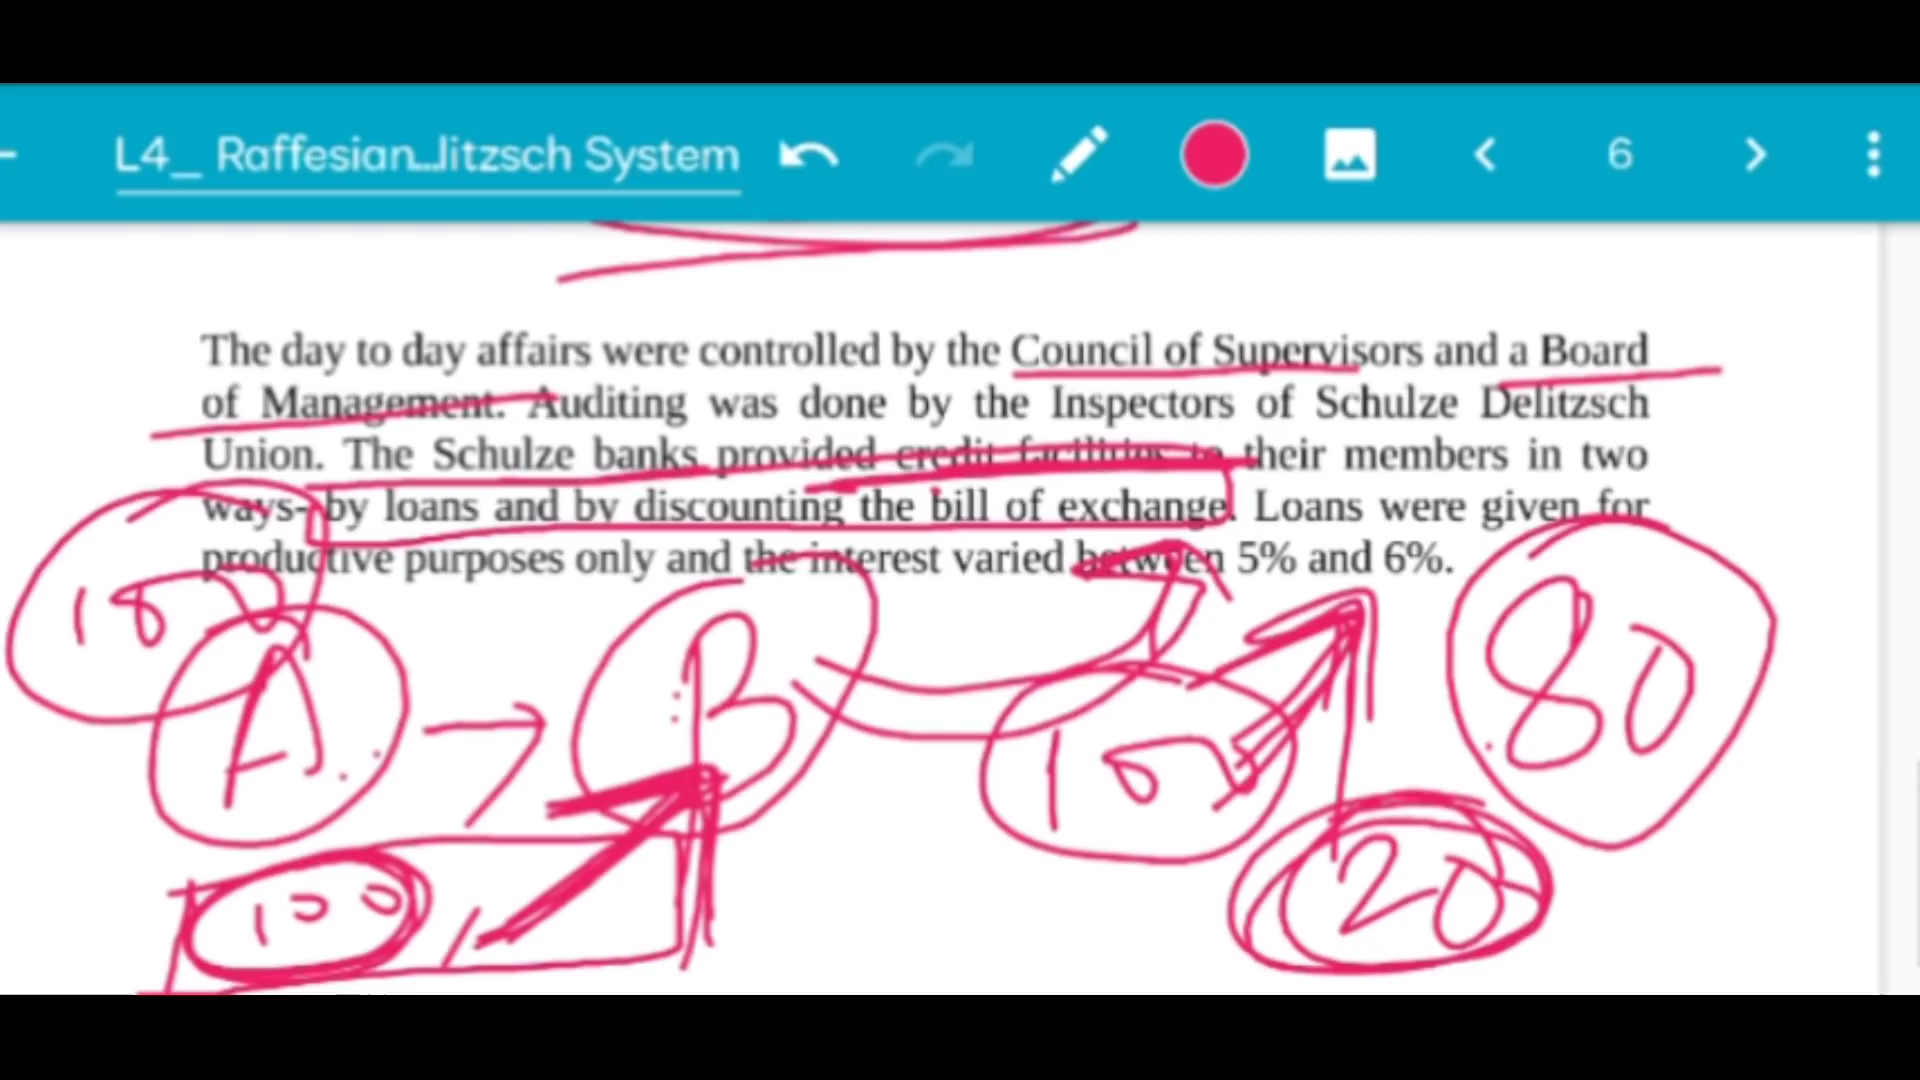 L4_ Raffesian...litzsch System
6
The day to day affairs were controlled by the Council of Supervisors and a Board
of Management. Auditing was done by the Inspectors of Schulze Delitzsch
Union. The Schulze banks provided credit facilities to their members in two
ways- by loans and by discounting the bill of exchange. Loans were given for
productive purposes only and the interest varied between 5% and 6%.
100
A
B
100
80
100
20